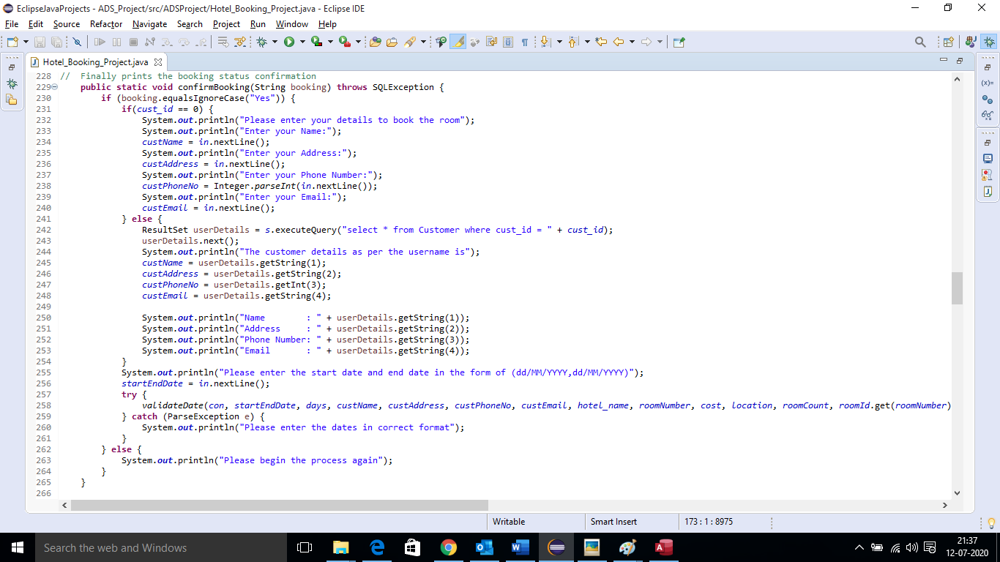 EclipseJavaProjects - ADS_Project/src/ADSProject/Hotel_Booking_Project.java - Eclipse IDE
File Edit Source Refactor Navigate Search Project Run Window Help
Hotel_Booking_Project.java
228 //  Finally prints the booking status confirmation
229     public static void confirmBooking(String booking) throws SQLException {
230         if (booking.equalsIgnoreCase("Yes")) {
231             if(cust_id == 0) {
232                 System.out.println("Please enter your details to book the room");
233                 System.out.println("Enter your Name:");
234                 custName = in.nextLine();
235                 System.out.println("Enter your Address:");
236                 custAddress = in.nextLine();
237                 System.out.println("Enter your Phone Number:");
238                 custPhoneNo = Integer.parseInt(in.nextLine());
239                 System.out.println("Enter your Email:");
240                 custEmail = in.nextLine();
241             } else {
242                 ResultSet userDetails = s.executeQuery("select * from Customer where cust_id = " + cust_id);
243                 userDetails.next();
244                 System.out.println("The customer details as per the username is");
245                 custName = userDetails.getString(1);
246                 custAddress = userDetails.getString(2);
247                 custPhoneNo = userDetails.getInt(3);
248                 custEmail = userDetails.getString(4);
249
250                 System.out.println("Name        : " + userDetails.getString(1));
251                 System.out.println("Address     : " + userDetails.getString(2));
252                 System.out.println("Phone Number: " + userDetails.getString(3));
253                 System.out.println("Email       : " + userDetails.getString(4));
254             }
255             System.out.println("Please enter the start date and end date in the form of (dd/MM/YYYY,dd/MM/YYYY)");
256             startEndDate = in.nextLine();
257             try {
258                 validateDate(con, startEndDate, days, custName, custAddress, custPhoneNo, custEmail, hotel_name, roomNumber, cost, location, roomCount, roomId.get(roomNumber)
259             } catch (ParseException e) {
260                 System.out.println("Please enter the dates in correct format");
261             }
262         } else {
263             System.out.println("Please begin the process again");
264         }
265     }
266
Writable Smart Insert 173 : 1 : 8975
Search the web and Windows
21:37
12-07-2020